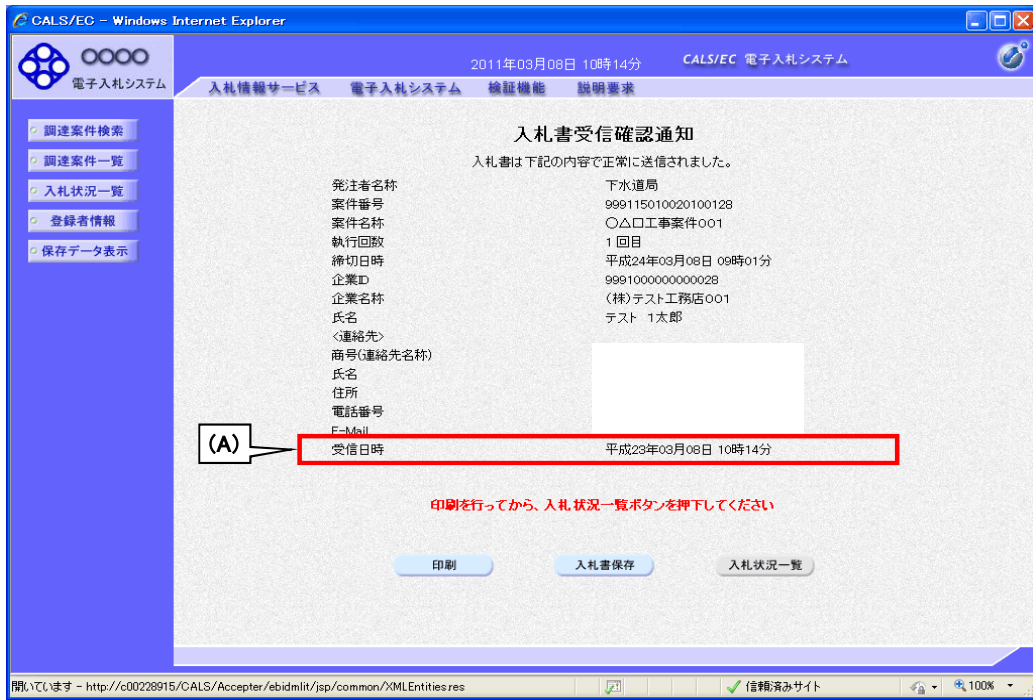 CALS/EC - Windows Internet Explorer
OOOO
電子入札システム
2011年03月08日 10時14分
CALS/EC 電子入札システム
入札情報サービス 電子入札システム 検証機能 説明要求
調達案件検索
調達案件一覧
入札状況一覧
登録者情報
保存データ表示
入札書受信確認通知
入札書は下記の内容で正常に送信されました。
発注者名称 下水道局
案件番号 999115010020100128
案件名称 〇△口工事案件001
執行回数 1回目
締切日時 平成24年03月08日 09時01分
企業ID 9991000000000028
企業名称 (株)テスト工務店001
氏名 テスト 1太郎
<連絡先>
商号(連絡先名称)
氏名
住所
電話番号
E-Mail
(A)
受信日時 平成23年03月08日 10時14分
印刷を行ってから、入札状況一覧ボタンを押下してください
印刷 入札書保存 入札状況一覧
開いています - http://c00228915/CALS/Accepter/ebidmlit/jsp/common/XMLEntities.res
信頼済みサイト
100%